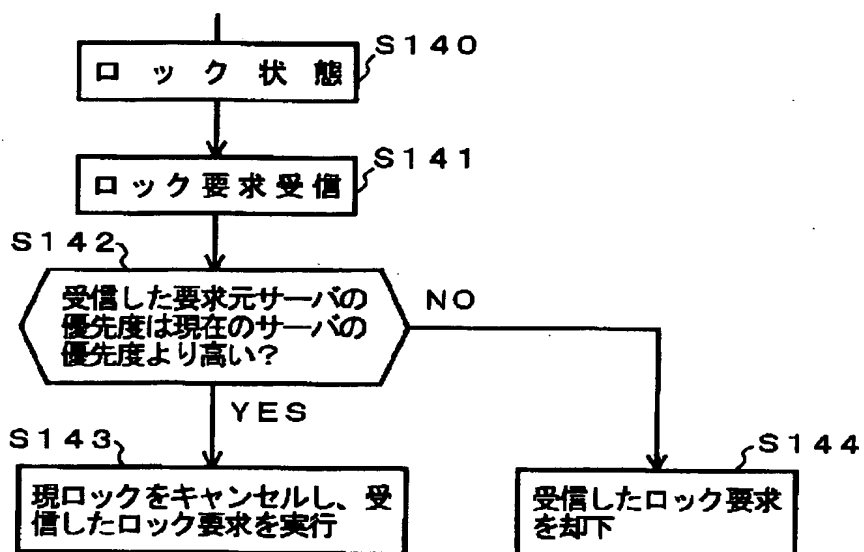 S140
ロック状態
S141
ロック要求受信
S142
受信した要求元サーバの
優先度は現在のサーバの
優先度より高い?
NO
YES
S143
現ロックをキャンセルし、受
信したロック要求を実行
S144
受信したロック要求
を却下